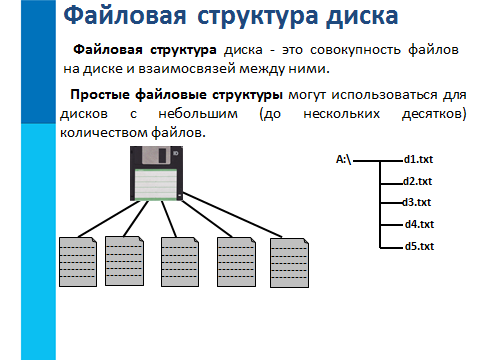 Файловая структура диска
Файловая структура диска - это совокупность файлов
на диске и взаимосвязей между ними.
Простые файловые структуры могут использоваться для
дисков с небольшим (до нескольких десятков)
количеством файлов.
A:\ d1.txt
d2.txt
d3.txt
d4.txt
d5.txt